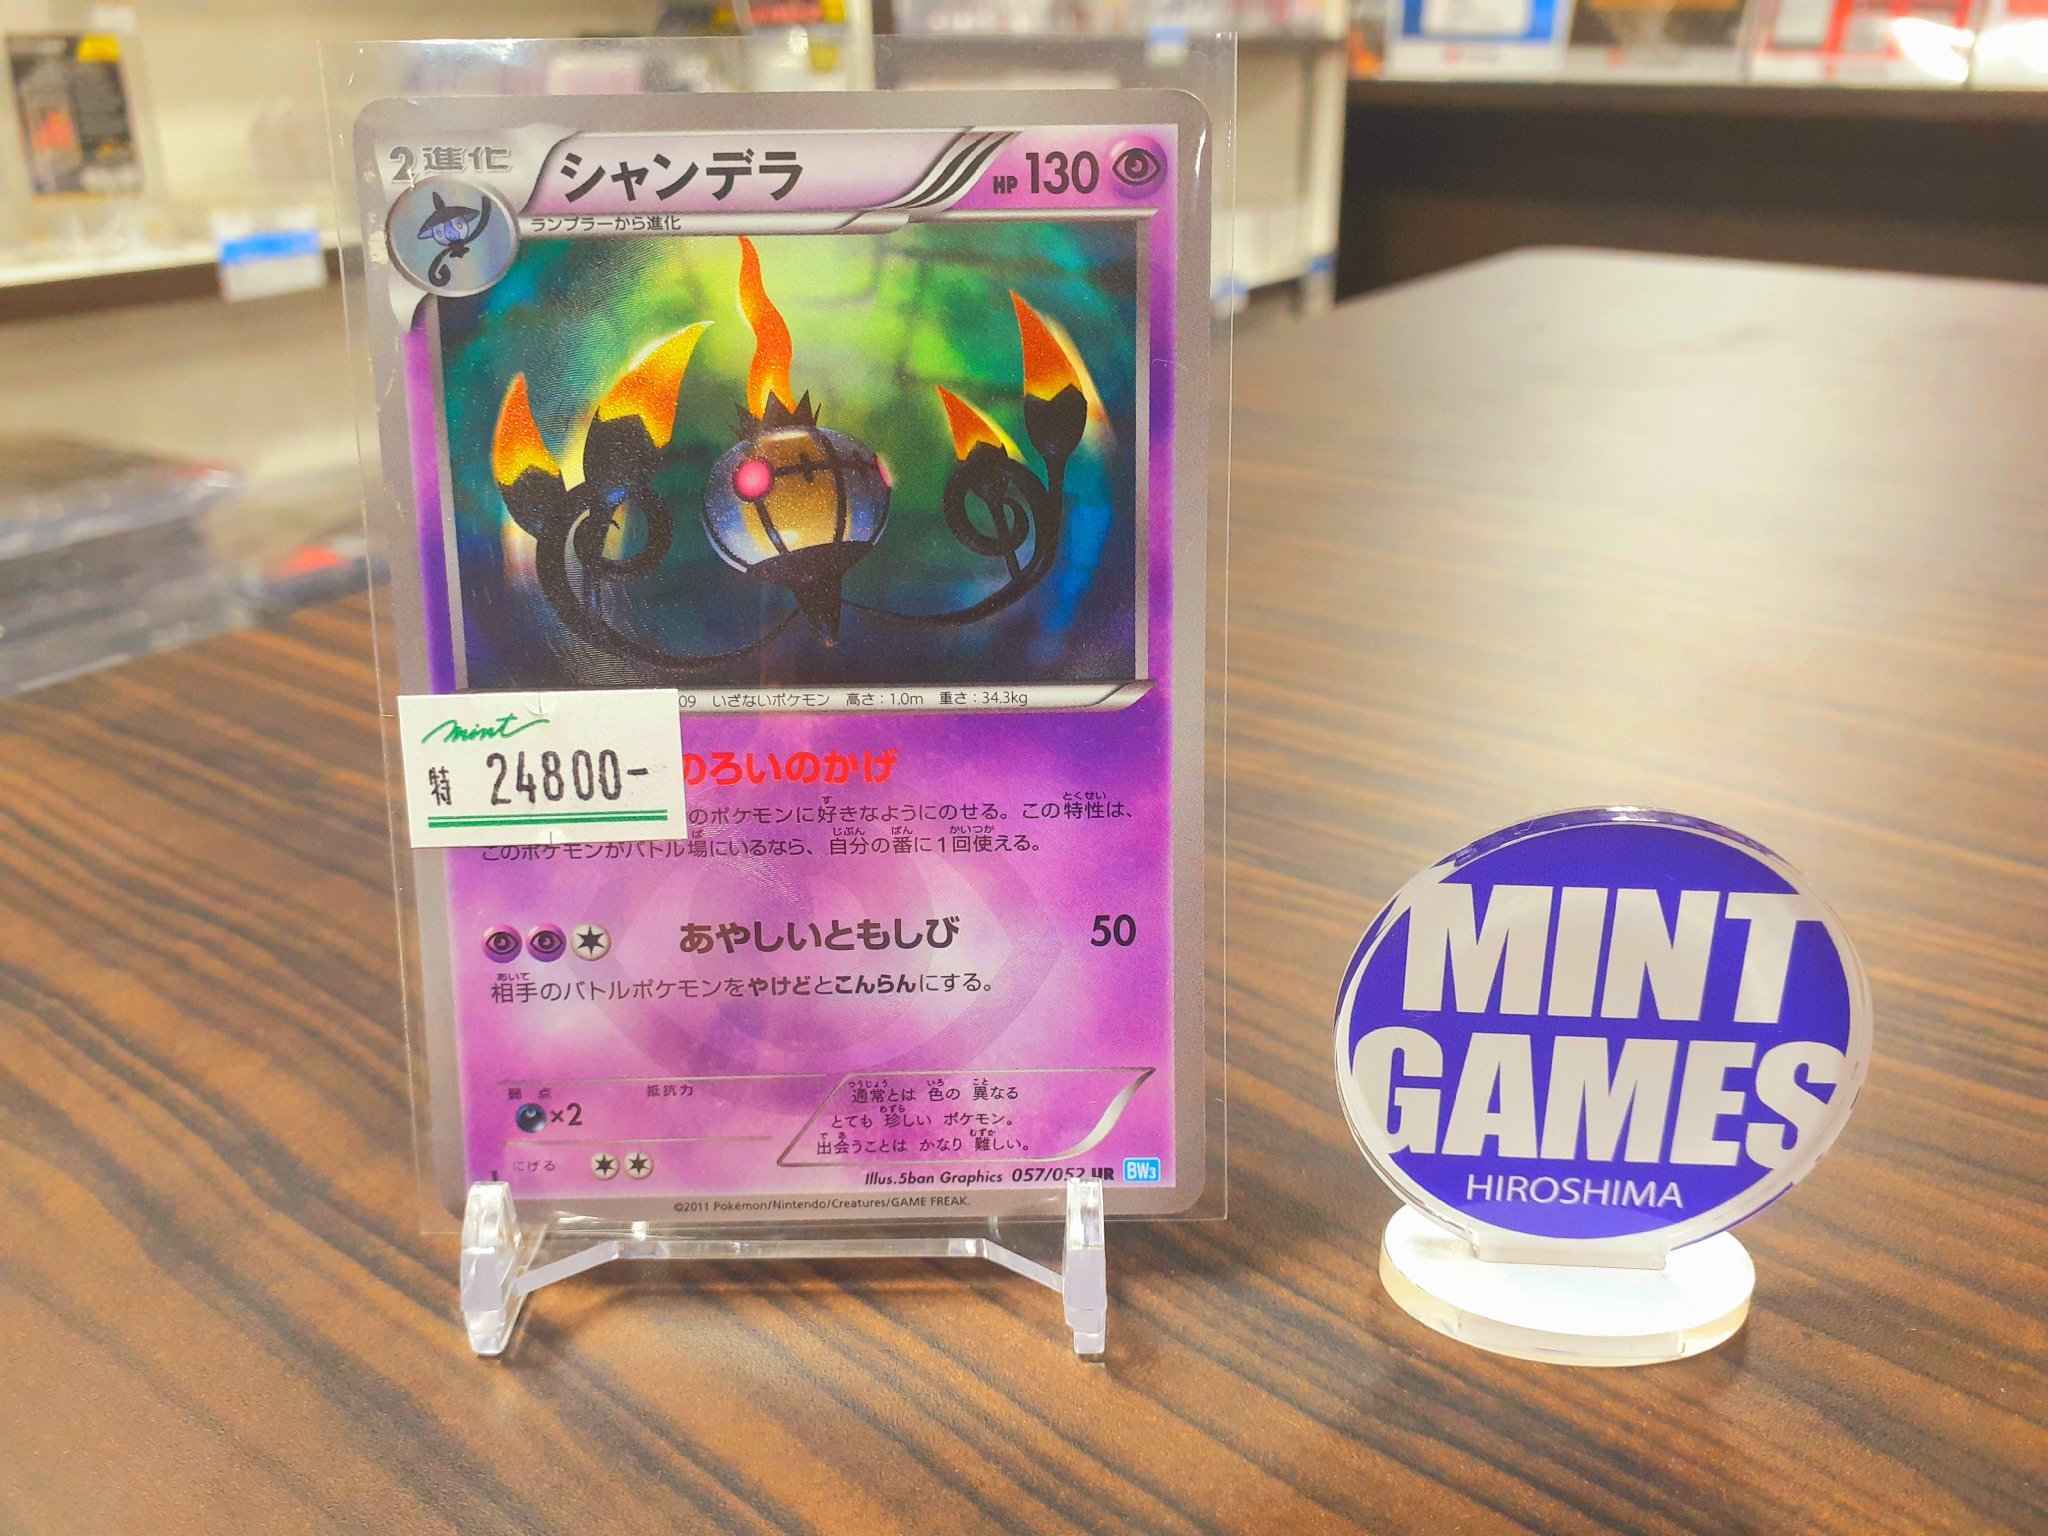 2進化
シャンデラ
HP 130
ランプラーから進化
09 いざないポケモン 高さ：1.0m 重さ：34.3kg
mint
特 24800-
のろいのかげ
のポケモンに好きなようにのせる。この特性は、
このポケモンがバトル場にいるなら、自分の番に1回使える。
あやしいともしび 50
相手のバトルポケモンをやけどとこんらんにする。
弱点 抵抗力
×2
にげる
通常とは 色の 異なる
とても 珍しい ポケモン。
出会うことは かなり 難しい。
Illus.5ban Graphics 057/052 UR BW3
©2011 Pokémon/Nintendo/Creatures/GAME FREAK.
MINT
GAMES
HIROSHIMA